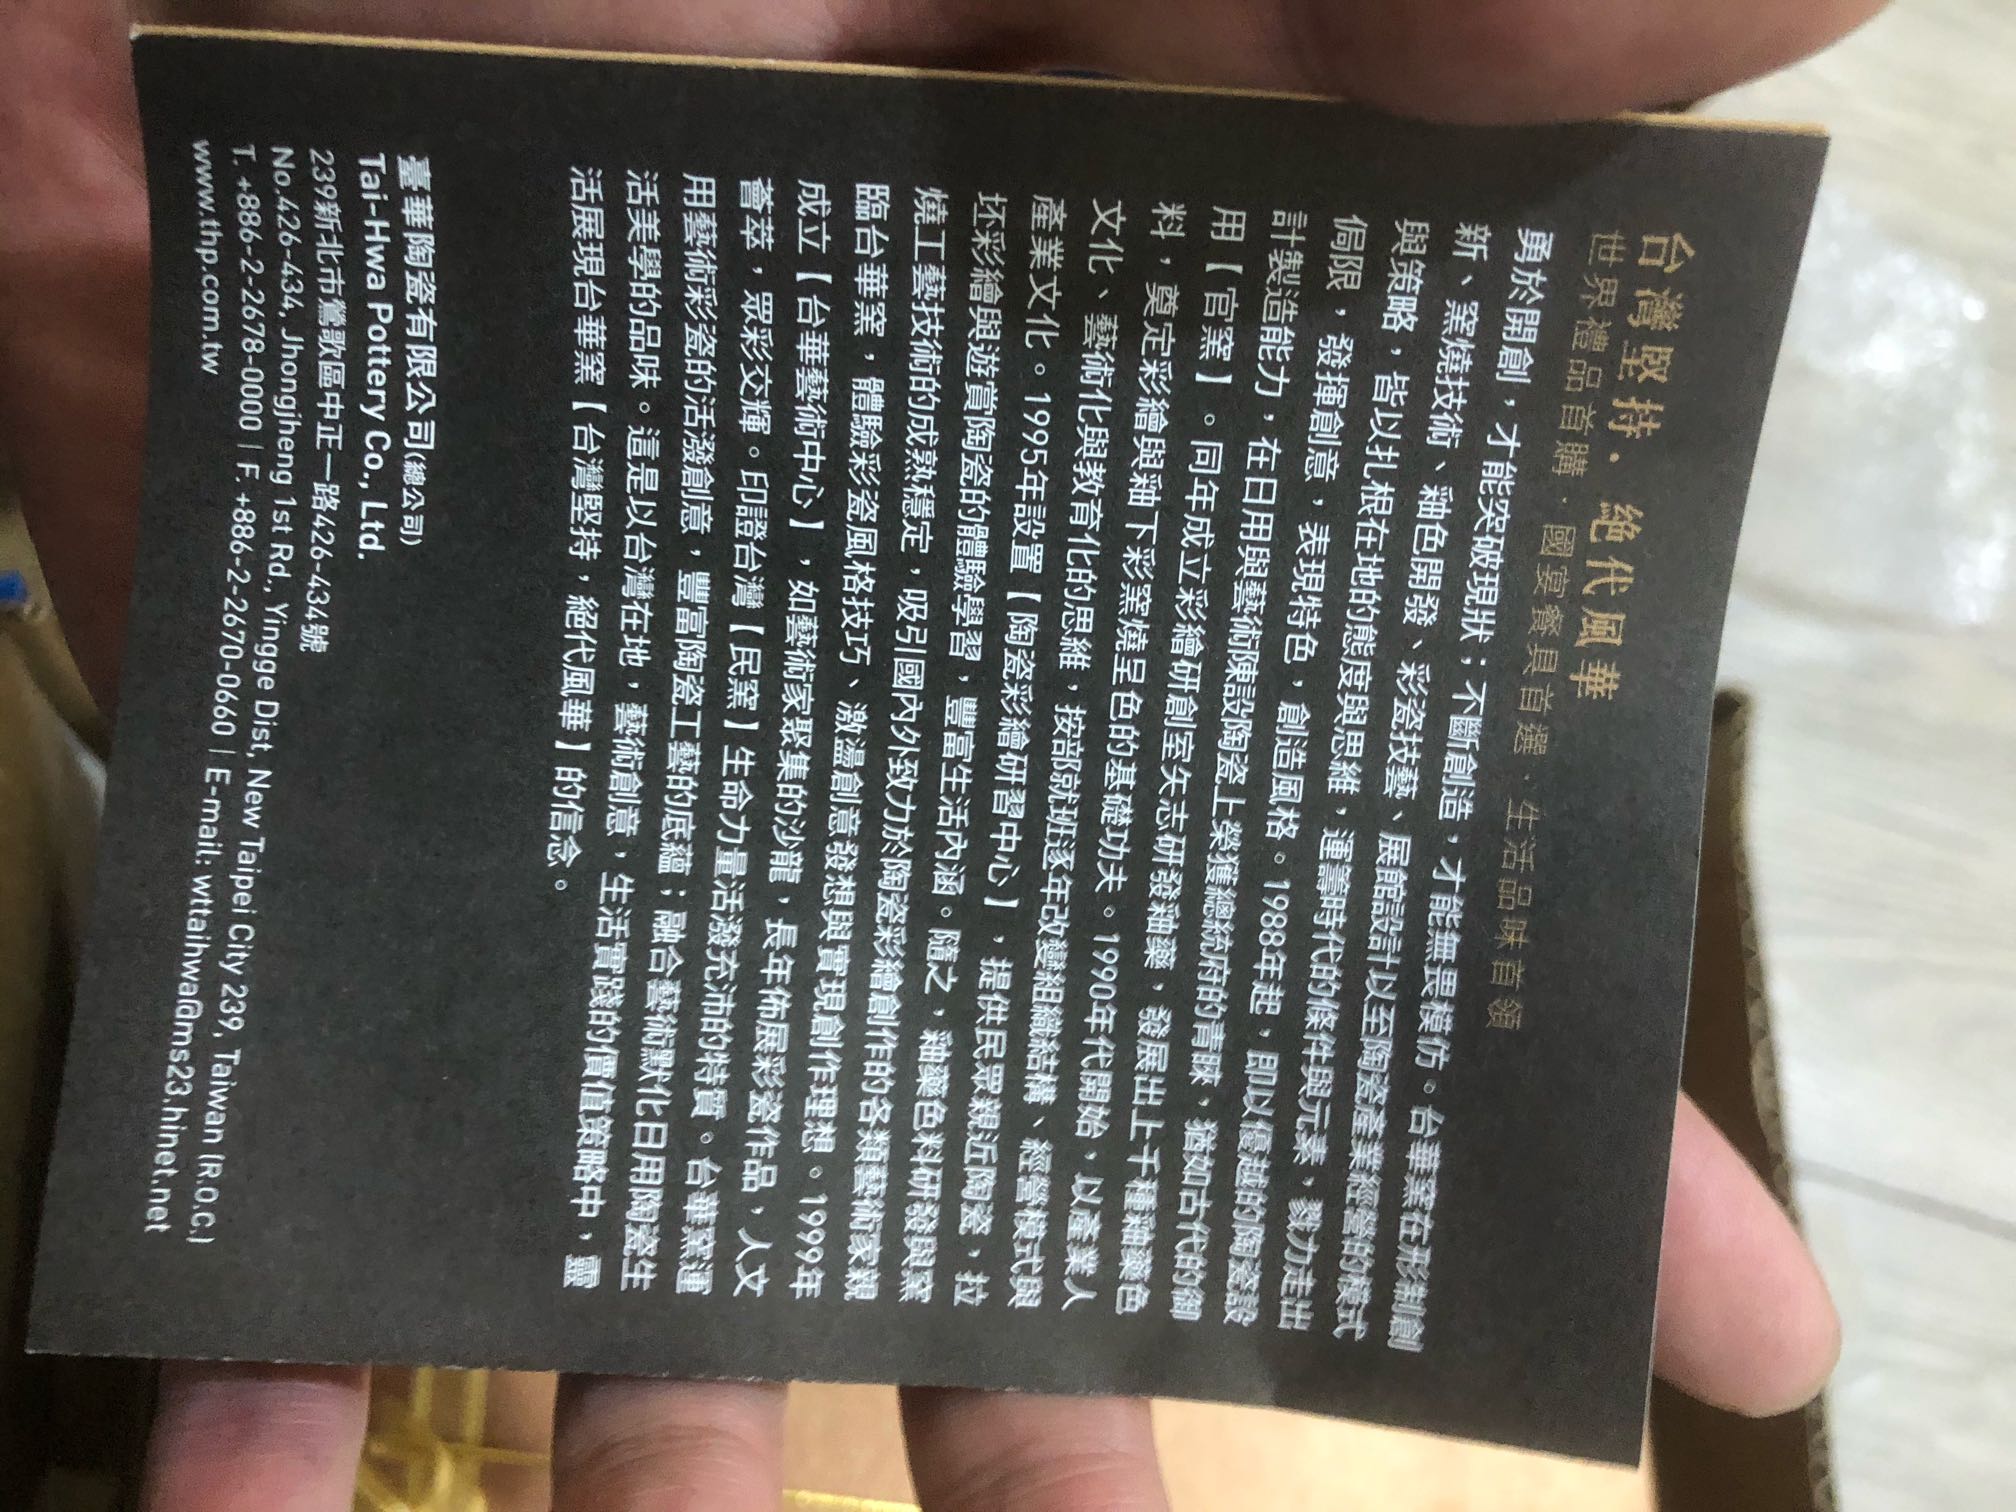 台灣堅持．絕代風華
世界禮品首購．國宴餐具首選．生活品味首領
勇於開創，才能突破現狀；不斷創造，才能無畏模仿。台華窯在形制創
新、窯燒技術、釉色開發、彩瓷技藝、展館設計以至陶瓷產業經營的模式
與策略，皆以扎根在地的態度與思維，運籌時代的條件與元素，戮力走出
侷限，發揮創意，表現特色，創造風格。1988年起，即以優越的陶瓷設
計製造能力，在日用與藝術陳設陶瓷上榮獲總統府的青睞，猶如古代的御
用【官窯】。同年成立彩繪研創室矢志研發釉藥，發展出上千種釉藥色
料，奠定彩繪與釉下彩窯燒呈色的基礎功夫。1990年代開始，以產業人
文化、藝術化與教育化的思維，按部就班逐年改變組織結構、經營模式與
產業文化。1995年設置【陶瓷彩繪研習中心】，提供民眾親近陶瓷，拉
坯彩繪與遊賞陶瓷的體驗學習，豐富生活內涵。隨之，釉藥色料研發與窯
燒工藝技術的成熟穩定，吸引國內外致力於陶瓷彩繪創作的各類藝術家親
臨台華窯，體驗彩瓷風格技巧、激盪創意發想與實現創作理想。1999年
成立【台華藝術中心】，如藝術家聚集的沙龍，長年佈展彩瓷作品，人文
薈萃，眾彩交輝。印證台灣【民窯】生命力量活潑充沛的特質。台華窯運
用藝術彩瓷的活潑創意，豐富陶瓷工藝的底蘊；融合藝術默化日用陶瓷生
活美學的品味。這是以台灣在地，藝術創意，生活實踐的價值策略中，靈
活展現台華窯【台灣堅持，絕代風華】的信念。
臺華陶瓷有限公司(總公司)
Tai-Hwa Pottery Co., Ltd.
239新北市鶯歌區中正一路426-434號
No.426-434, Jhongjheng 1st Rd., Yingge Dist, New Taipei City 239, Taiwan (R.O.C.)
T. +886-2-2678-0000 | F. +886-2-2670-0660 | E-mail: wttaihwa@ms23.hinet.net
www.thp.com.tw